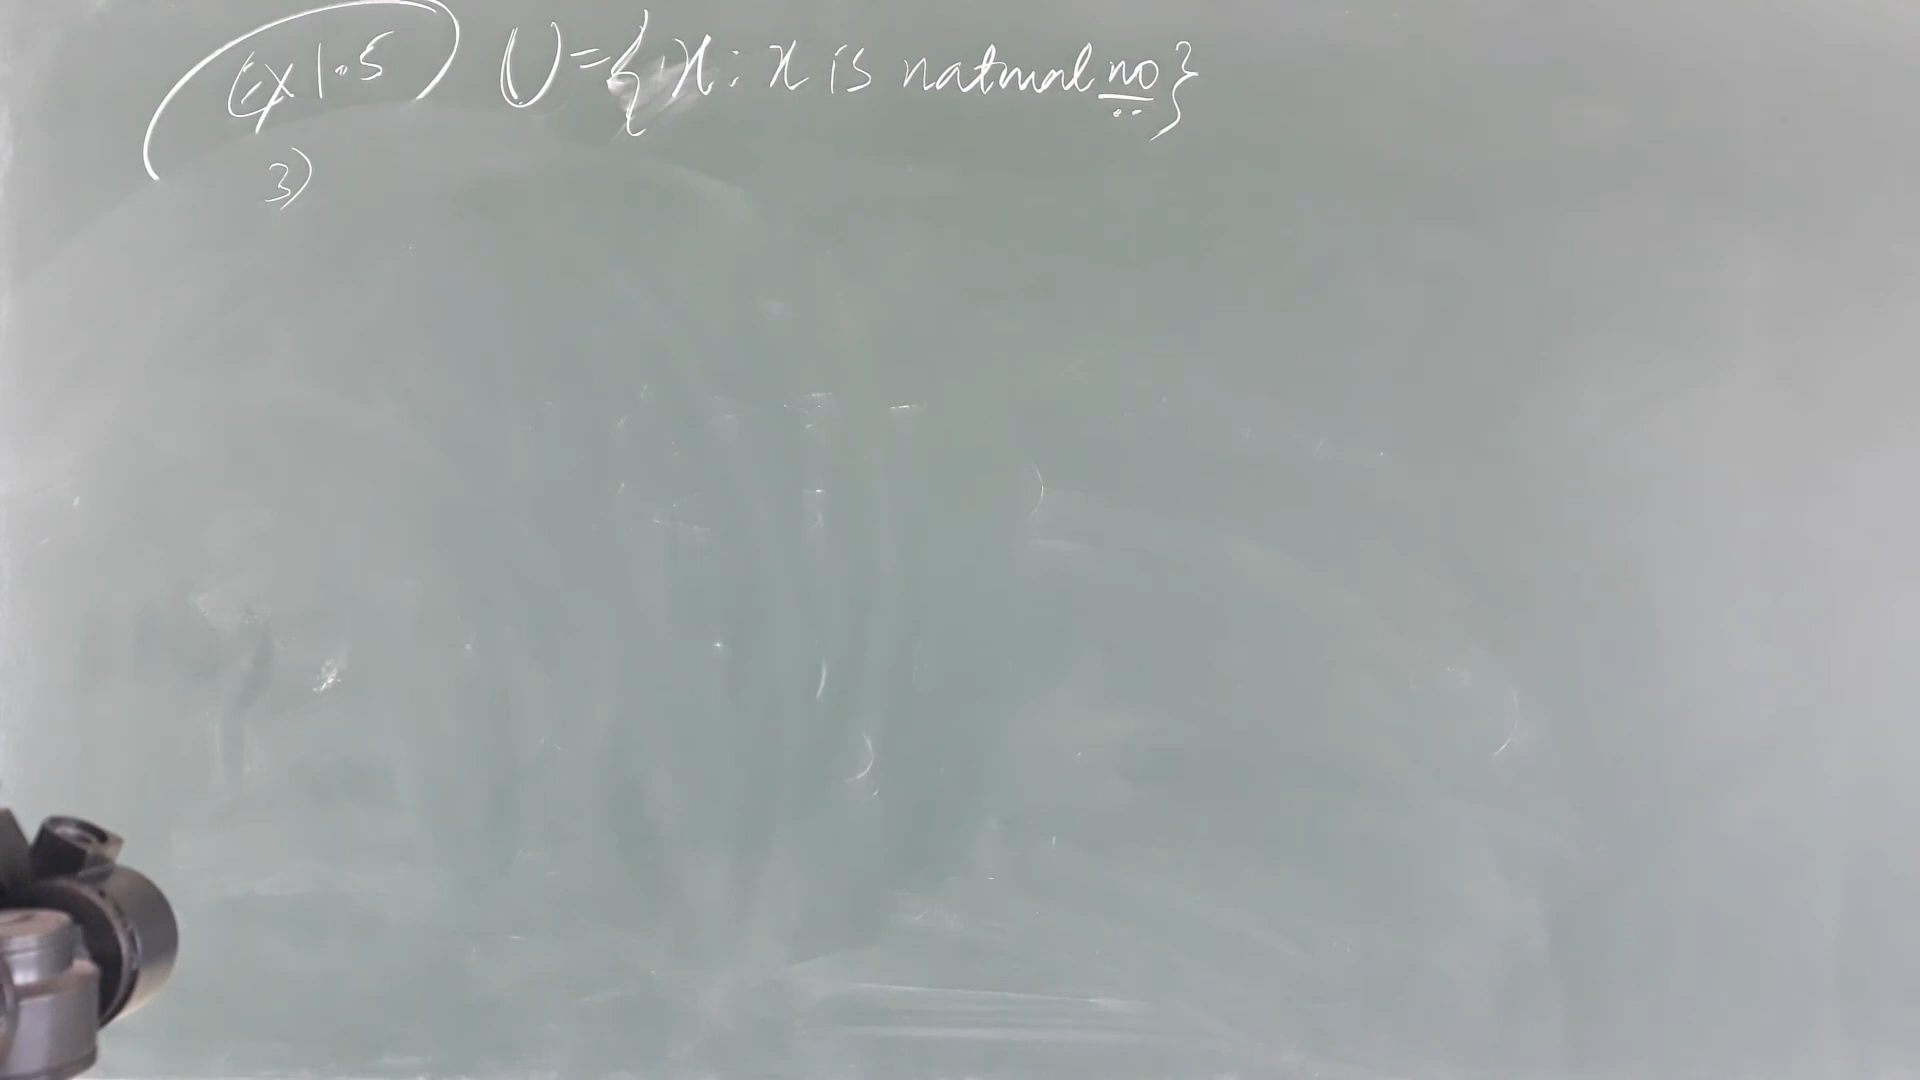 Ex 1.5 U = {x : x is natural no}
3)